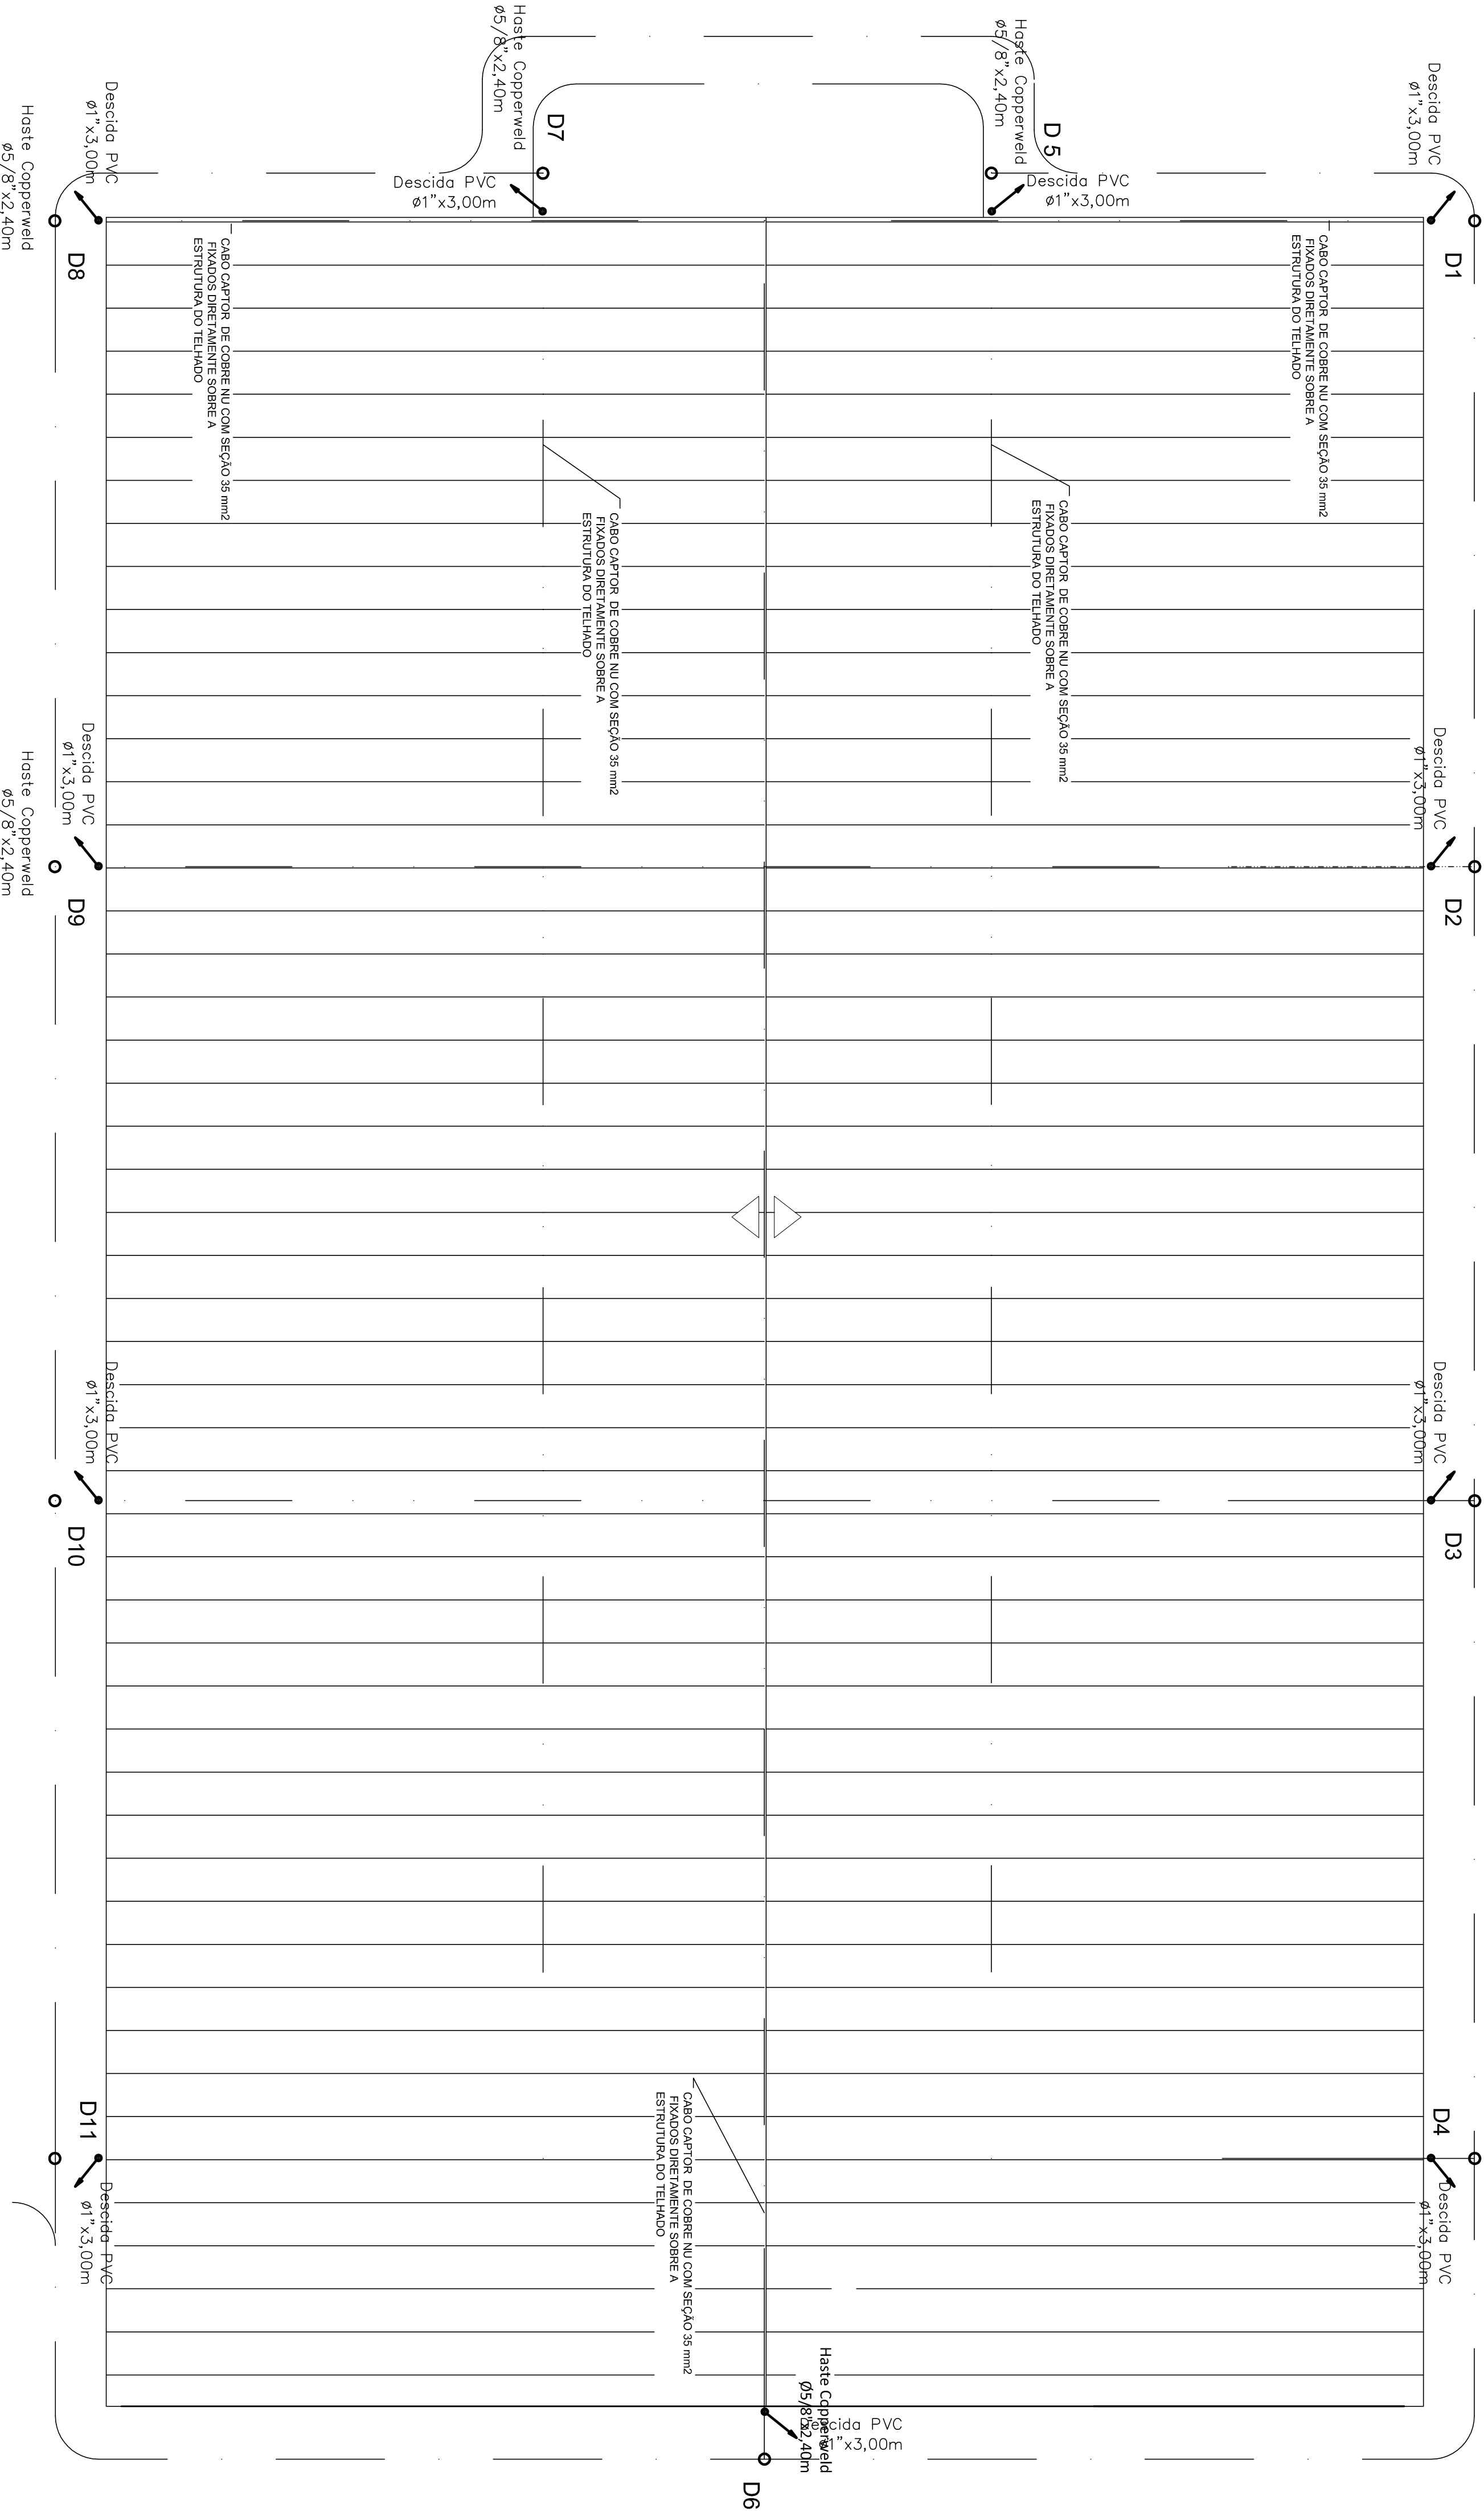 Haste Copperweld
ø5/8"x2,40m
Haste Copperweld
ø5/8"x2,40m
Descida PVC
ø1"x3,00m
Descida PVC
ø1"x3,00m
Haste Copperweld
ø5/8"x2,40m
D7
D 5
Descida PVC
ø1"x3,00m
Descida PVC
ø1"x3,00m
D8
D1
CABO CAPTOR DE COBRE NU COM SEÇÃO 35 mm2
FIXADOS DIRETAMENTE SOBRE A
ESTRUTURA DO TELHADO
CABO CAPTOR DE COBRE NU COM SEÇÃO 35 mm2
FIXADOS DIRETAMENTE SOBRE A
ESTRUTURA DO TELHADO
CABO CAPTOR DE COBRE NU COM SEÇÃO 35 mm2
FIXADOS DIRETAMENTE SOBRE A
ESTRUTURA DO TELHADO
CABO CAPTOR DE COBRE NU COM SEÇÃO 35 mm2
FIXADOS DIRETAMENTE SOBRE A
ESTRUTURA DO TELHADO
Descida PVC
ø1"x3,00m
Descida PVC
ø1"x3,00m
Haste Copperweld
ø5/8"x2,40m
D9
D2
Descida PVC
ø1"x3,00m
Descida PVC
ø1"x3,00m
D10
D3
D11
D4
Descida PVC
ø1"x3,00m
Descida PVC
ø1"x3,00m
CABO CAPTOR DE COBRE NU COM SEÇÃO 35 mm2
FIXADOS DIRETAMENTE SOBRE A
ESTRUTURA DO TELHADO
Haste Copperweld
Ø5/8"x2,40m
Descida PVC
ø1"x3,00m
D6